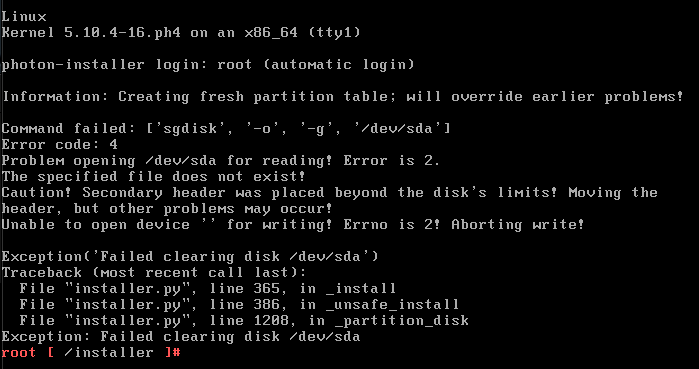 Linux
Kernel 5.10.4-16.ph4 on an x86_64 (tty1)
photon-installer login: root (automatic login)
Information: Creating fresh partition table; will override earlier problems!
Command failed: ['sgdisk', '-o', '-g', '/dev/sda']
Error code: 4
Problem opening /dev/sda for reading! Error is 2.
The specified file does not exist!
Caution! Secondary header was placed beyond the disk's limits! Moving the
header, but other problems may occur!
Unable to open device '' for writing! Errno is 2! Aborting write!
Exception('Failed clearing disk /dev/sda')
Traceback (most recent call last):
  File "installer.py", line 365, in _install
  File "installer.py", line 386, in _unsafe_install
  File "installer.py", line 1208, in _partition_disk
Exception: Failed clearing disk /dev/sda
root [ /installer ]#